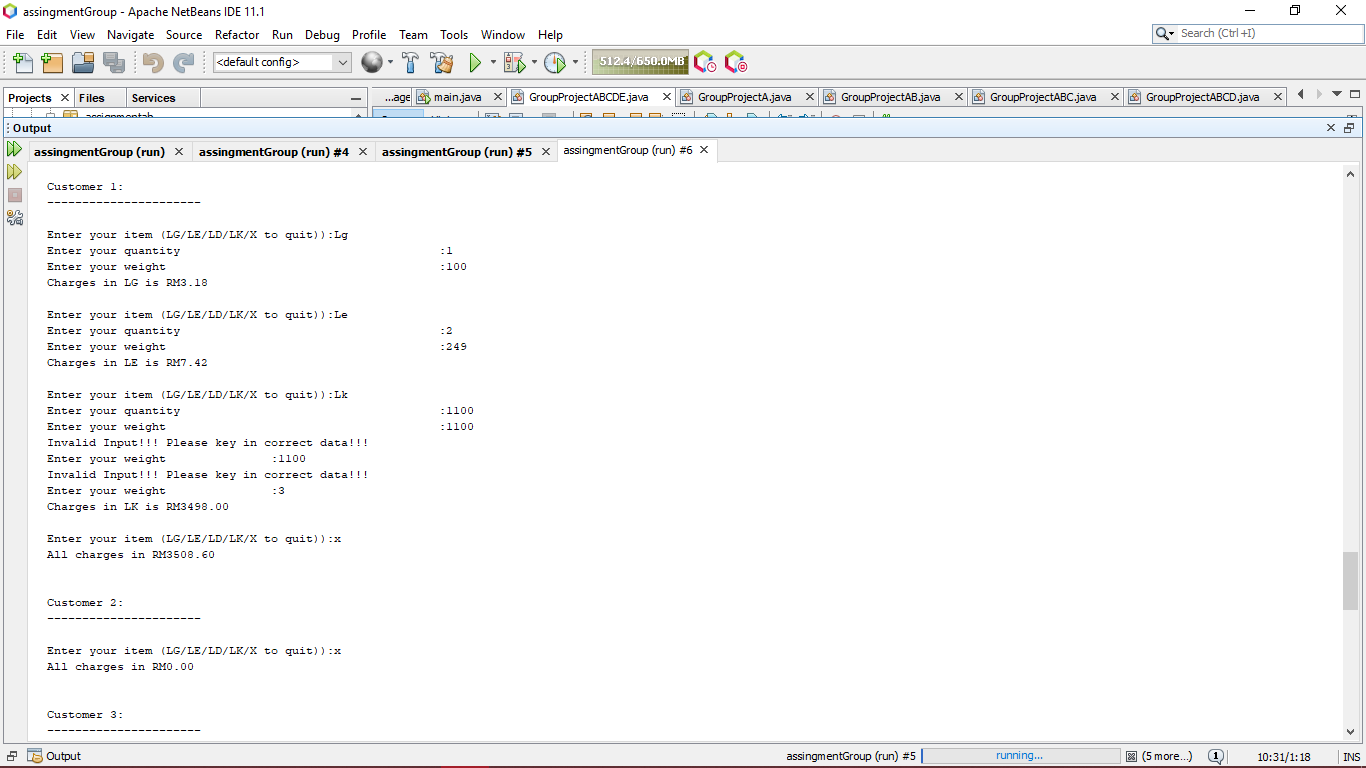 assingmentGroup - Apache NetBeans IDE 11.1
File Edit View Navigate Source Refactor Run Debug Profile Team Tools Window Help
Search (Ctrl+I)
<default config>
512.4/650.0MB
Projects Files Services
...age main.java GroupProjectABCDE.java GroupProjectA.java GroupProjectAB.java GroupProjectABC.java GroupProjectABCD.java
assignmentab
Output
assingmentGroup (run) assingmentGroup (run) #4 assingmentGroup (run) #5 assingmentGroup (run) #6
Customer 1:
----------------------
Enter your item (LG/LE/LD/LK/X to quit)):Lg
Enter your quantity :1
Enter your weight :100
Charges in LG is RM3.18
Enter your item (LG/LE/LD/LK/X to quit)):Le
Enter your quantity :2
Enter your weight :249
Charges in LE is RM7.42
Enter your item (LG/LE/LD/LK/X to quit)):Lk
Enter your quantity :1100
Enter your weight :1100
Invalid Input!!! Please key in correct data!!!
Enter your weight :1100
Invalid Input!!! Please key in correct data!!!
Enter your weight :3
Charges in LK is RM3498.00
Enter your item (LG/LE/LD/LK/X to quit)):x
All charges in RM3508.60
Customer 2:
----------------------
Enter your item (LG/LE/LD/LK/X to quit)):x
All charges in RM0.00
Customer 3:
----------------------
Output
assingmentGroup (run) #5 running... (5 more...) 1 10:31/1:18 INS